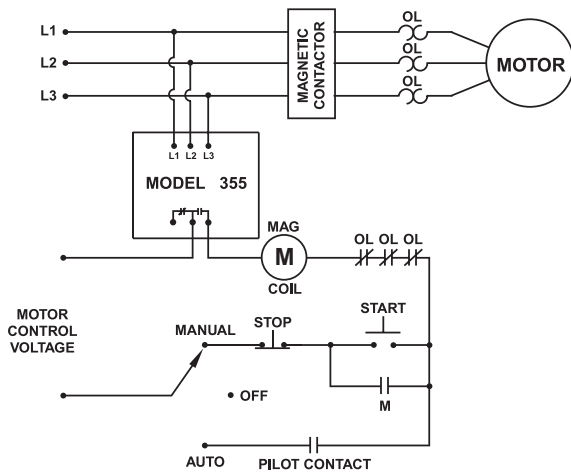 OL
L1
L2
OL
MAGNETIC
CONTACTOR
MOTOR
L3
OL
L1 L2 L3
MODEL 355
MAG
M
COIL
OL OL OL
MOTOR
CONTROL
VOLTAGE
MANUAL
STOP
START
OFF
M
AUTO
PILOT CONTACT